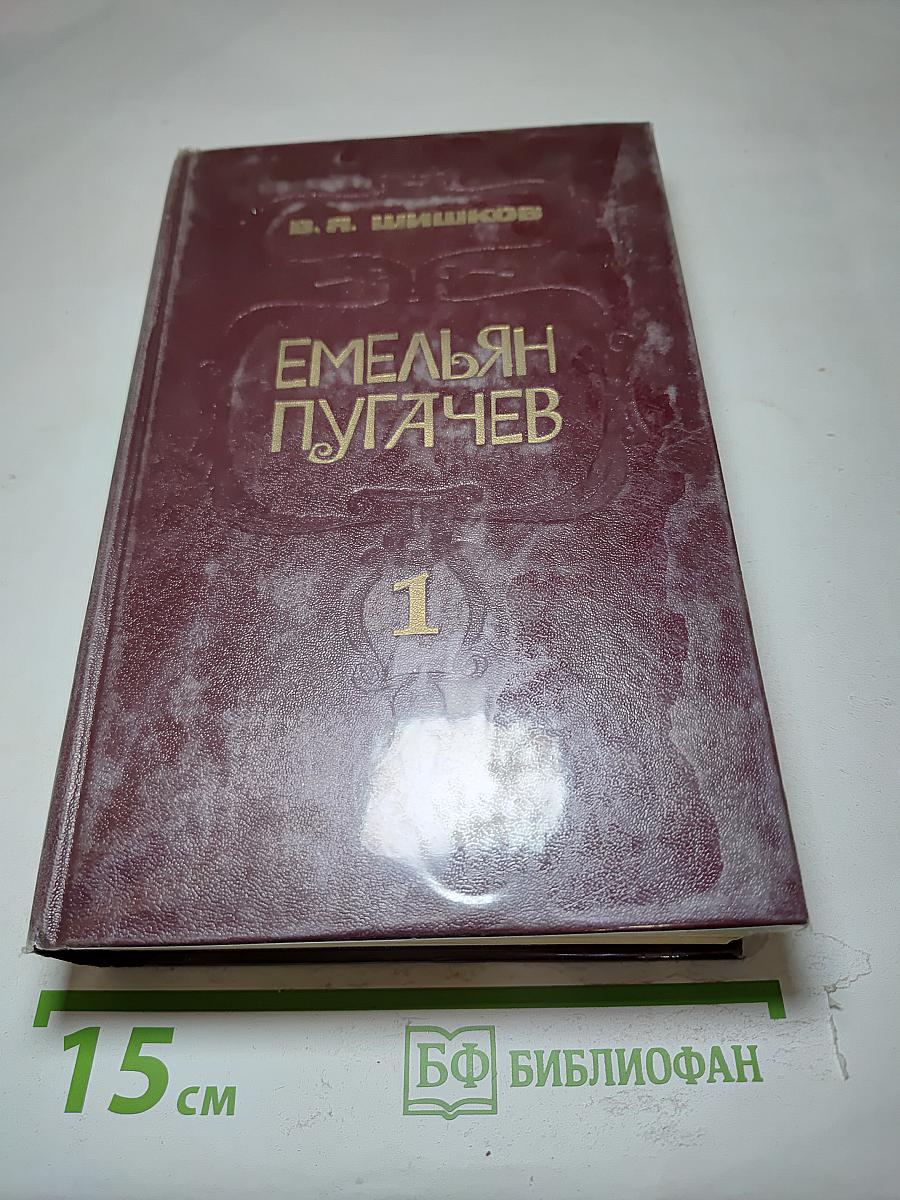 В. Я. ШИШКОВ
ЕМЕЛЬЯН
ПУГАЧЕВ
1
15 см
БФ БИБЛИОФАН